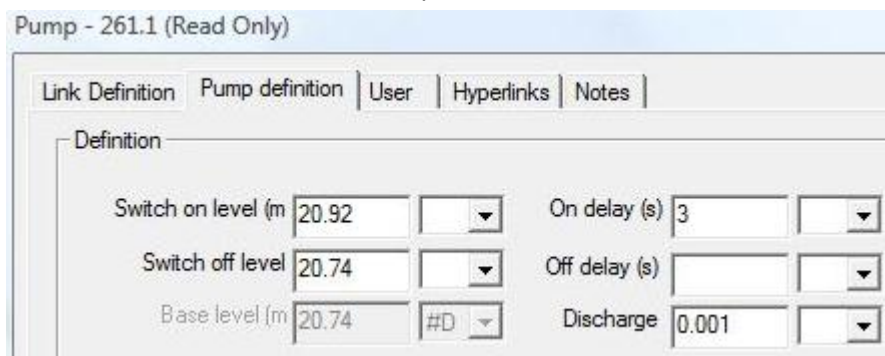 Pump - 261.1 (Read Only)
Link Definition Pump definition User Hyperlinks Notes
Definition
Switch on level (m 20.92 On delay (s) 3
Switch off level 20.74 Off delay (s)
Base level (m 20.74 #D Discharge 0.001